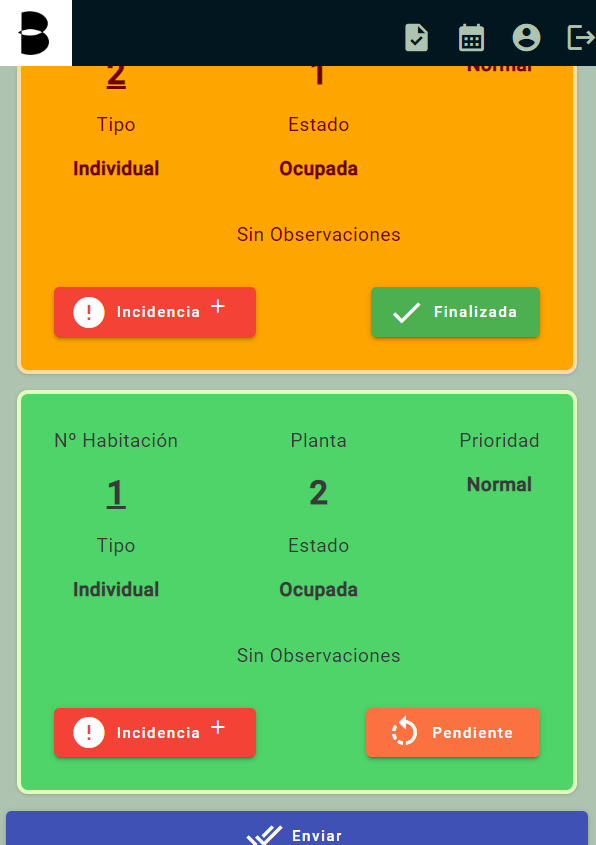 2 1 Normal
Tipo Estado
Individual Ocupada
Sin Observaciones
! Incidencia + Finalizada
Nº Habitación Planta Prioridad
1 2 Normal
Tipo Estado
Individual Ocupada
Sin Observaciones
! Incidencia + Pendiente
Enviar